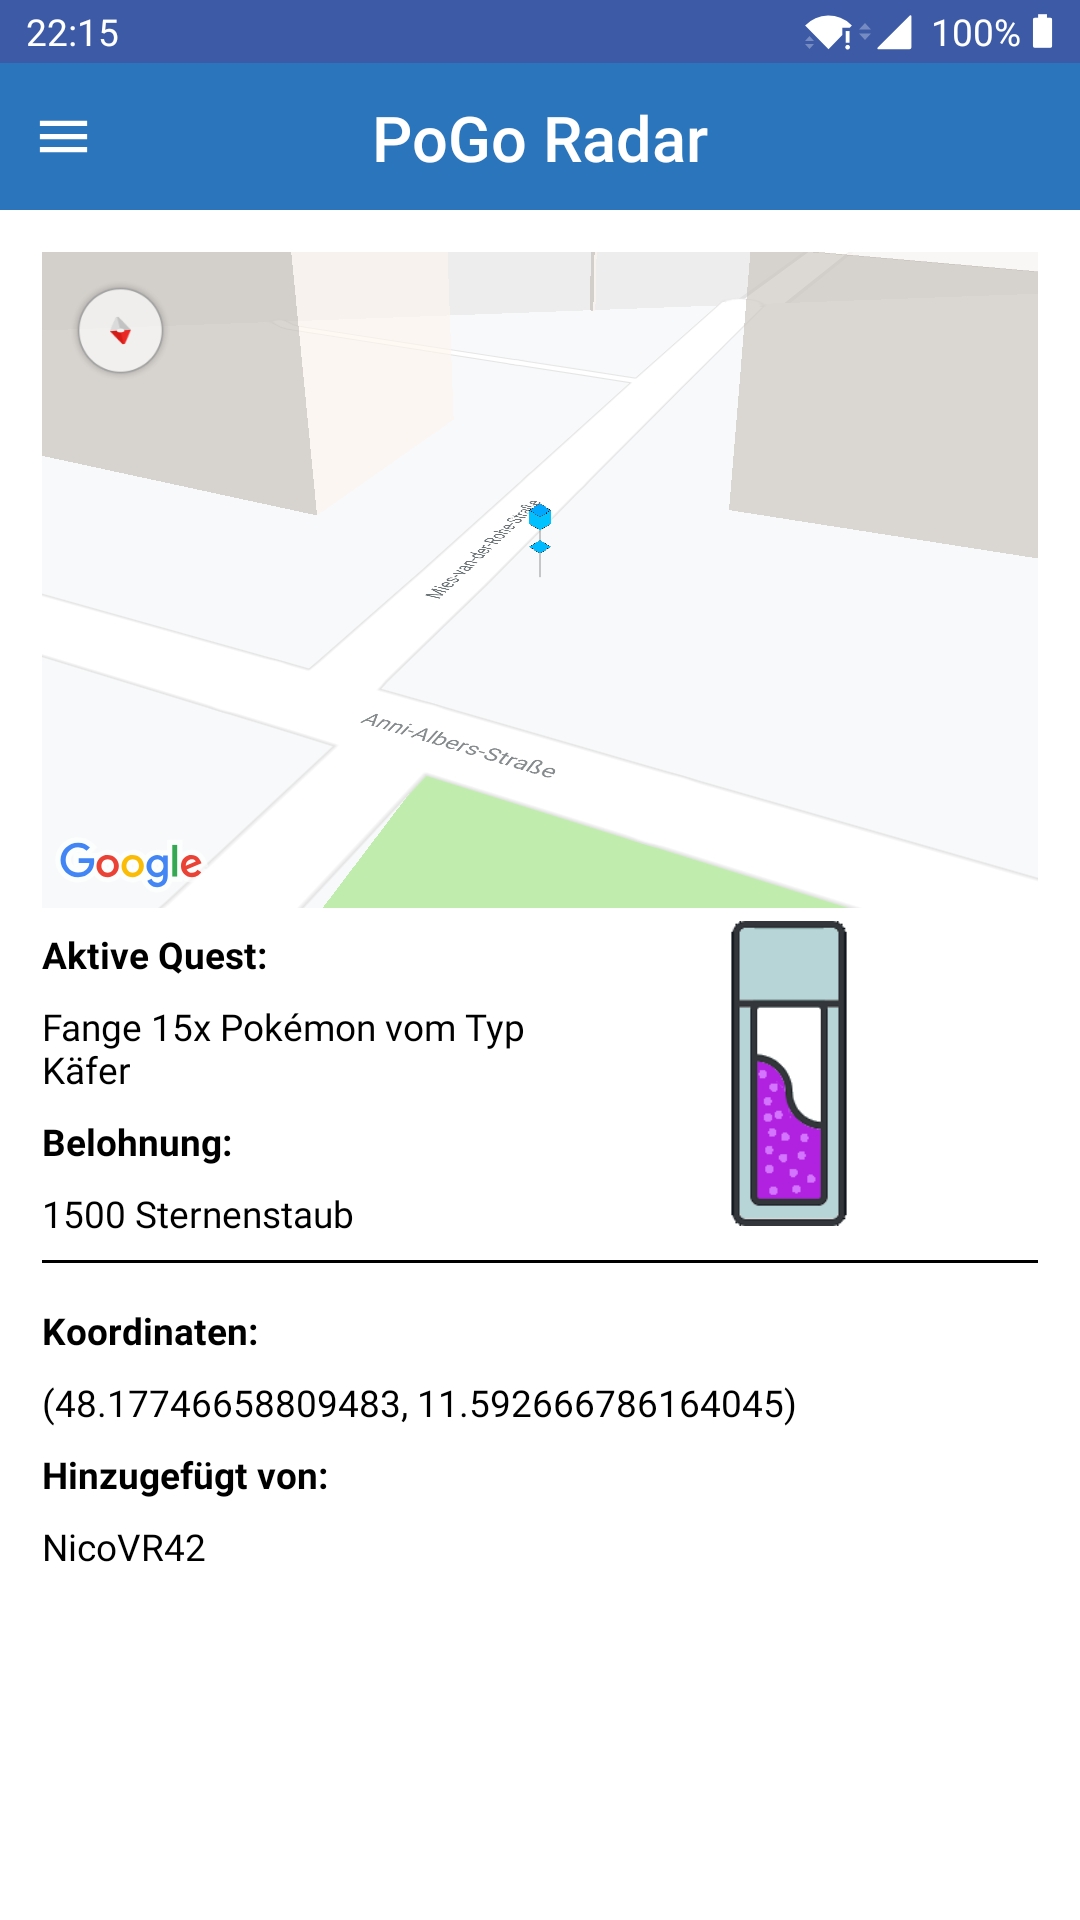 22:15
100%
PoGo Radar
Mies-van-der-Rohe-Straße
Anni-Albers-Straße
Google
Aktive Quest:
Fange 15x Pokémon vom Typ
Käfer
Belohnung:
1500 Sternenstaub
Koordinaten:
(48.17746658809483, 11.592666786164045)
Hinzugefügt von:
NicoVR42